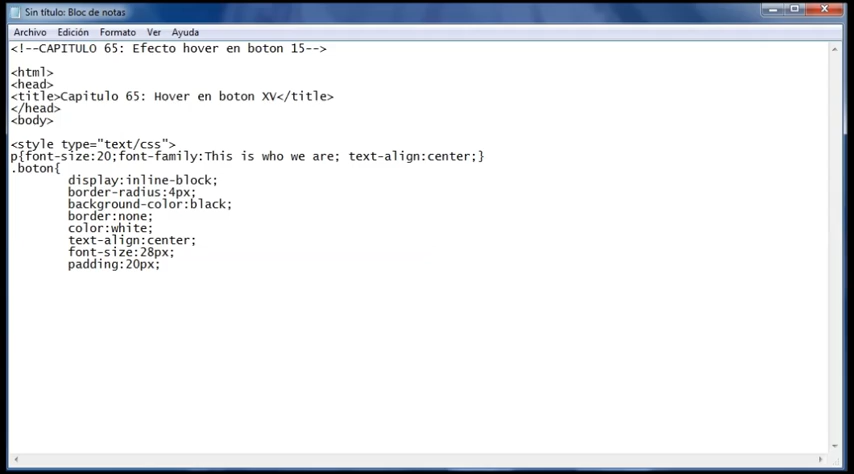 Sin título: Bloc de notas
Archivo Edición Formato Ver Ayuda
<!--CAPITULO 65: Efecto hover en boton 15-->
<html>
<head>
<title>Capitulo 65: Hover en boton XV</title>
</head>
<body>
<style type="text/css">
p{font-size:20;font-family:This is who we are; text-align:center;}
.boton{
display:inline-block;
border-radius:4px;
background-color:black;
border:none;
color:white;
text-align:center;
font-size:28px;
padding:20px;